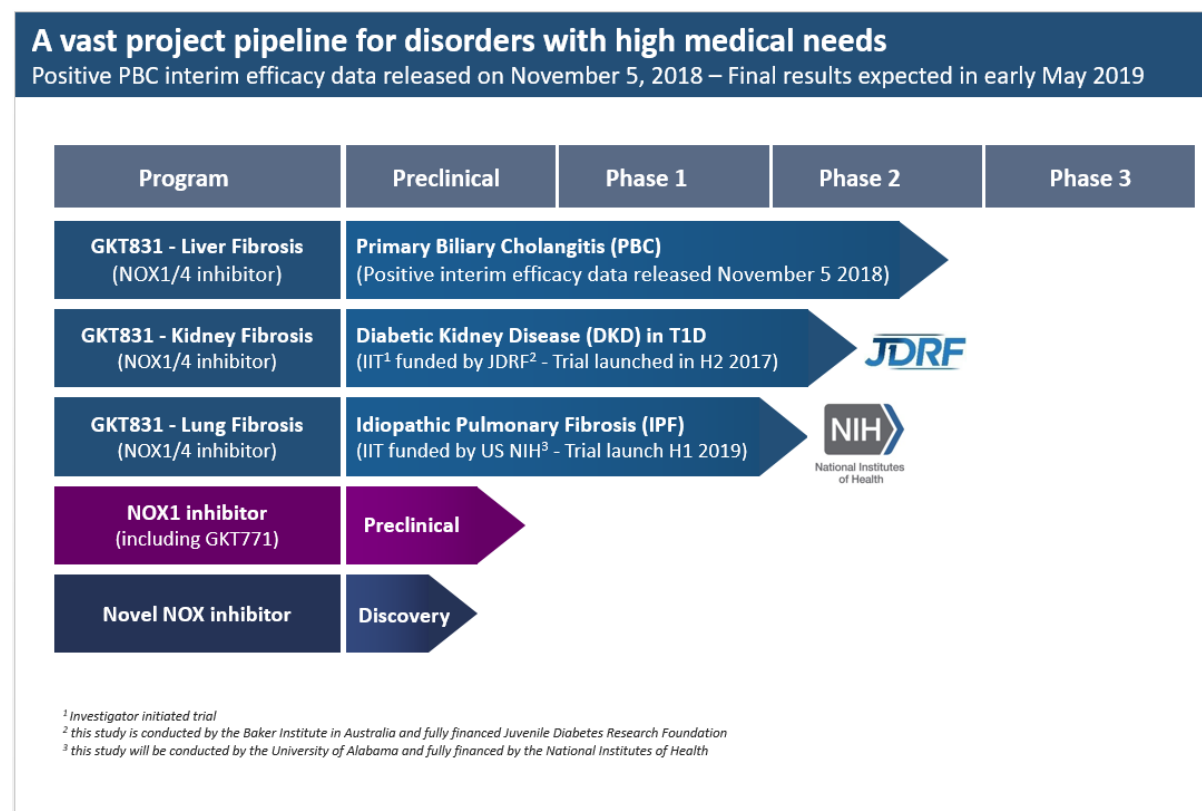 A vast project pipeline for disorders with high medical needs
Positive PBC interim efficacy data released on November 5, 2018 – Final results expected in early May 2019
Program
Preclinical
Phase 1
Phase 2
Phase 3
GKT831 - Liver Fibrosis
(NOX1/4 inhibitor)
Primary Biliary Cholangitis (PBC)
(Positive interim efficacy data released November 5 2018)
GKT831 - Kidney Fibrosis
(NOX1/4 inhibitor)
Diabetic Kidney Disease (DKD) in T1D
(IIT¹ funded by JDRF² - Trial launched in H2 2017)
JDRF
GKT831 - Lung Fibrosis
(NOX1/4 inhibitor)
Idiopathic Pulmonary Fibrosis (IPF)
(IIT funded by US NIH³ - Trial launch H1 2019)
NIH
National Institutes
of Health
NOX1 inhibitor
(including GKT771)
Preclinical
Novel NOX inhibitor
Discovery
¹ Investigator initiated trial
² this study is conducted by the Baker Institute in Australia and fully financed Juvenile Diabetes Research Foundation
³ this study will be conducted by the University of Alabama and fully financed by the National Institutes of Health